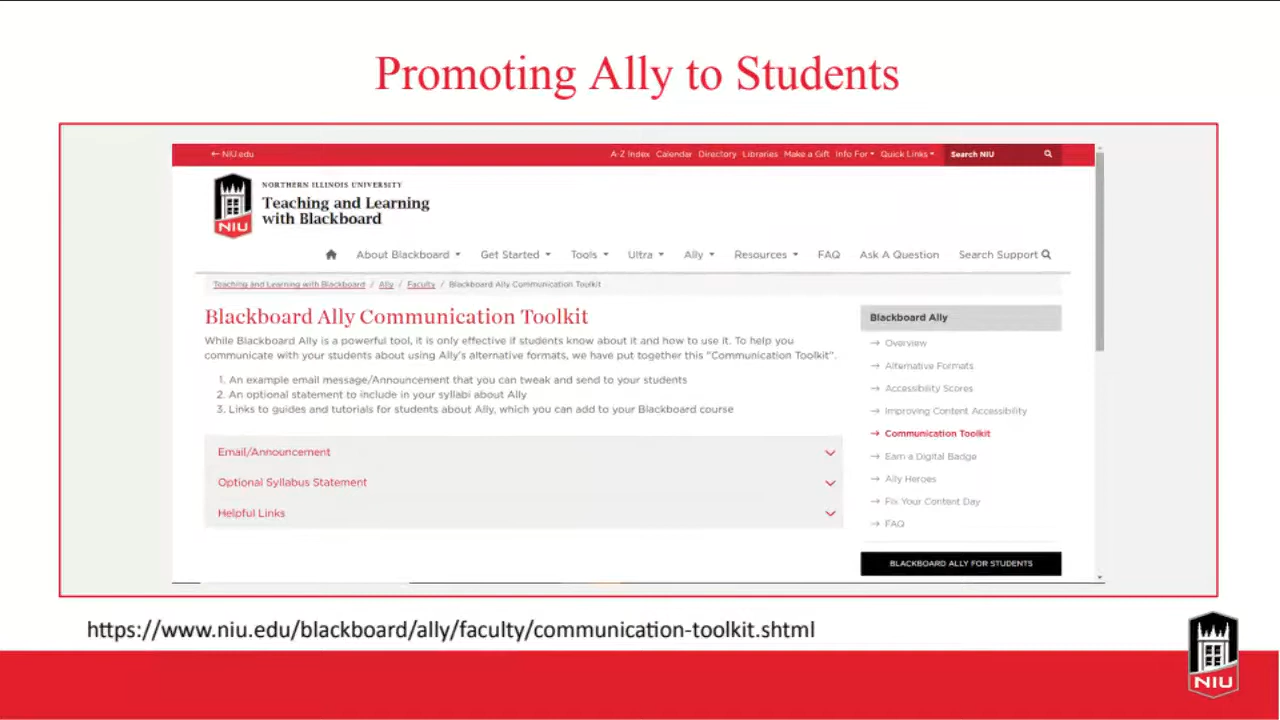 Promoting Ally to Students
← NIU.edu
A-Z Index Calendar Directory Libraries Make a Gift Info For Quick Links Search NIU
NORTHERN ILLINOIS UNIVERSITY
Teaching and Learning
with Blackboard
NIU
About Blackboard Get Started Tools Ultra Ally Resources FAQ Ask A Question Search Support
Teaching and Learning with Blackboard / Ally / Faculty / Blackboard Ally Communication Toolkit
Blackboard Ally Communication Toolkit
While Blackboard Ally is a powerful tool, it is only effective if students know about it and how to use it. To help you
communicate with your students about using Ally's alternative formats, we have put together this "Communication Toolkit".
1. An example email message/Announcement that you can tweak and send to your students
2. An optional statement to include in your syllabi about Ally
3. Links to guides and tutorials for students about Ally, which you can add to your Blackboard course
Email/Announcement
Optional Syllabus Statement
Helpful Links
Blackboard Ally
→ Overview
→ Alternative Formats
→ Accessibility Scores
→ Improving Content Accessibility
→ Communication Toolkit
→ Earn a Digital Badge
→ Ally Heroes
→ Fix Your Content Day
→ FAQ
BLACKBOARD ALLY FOR STUDENTS
https://www.niu.edu/blackboard/ally/faculty/communication-toolkit.shtml
NIU